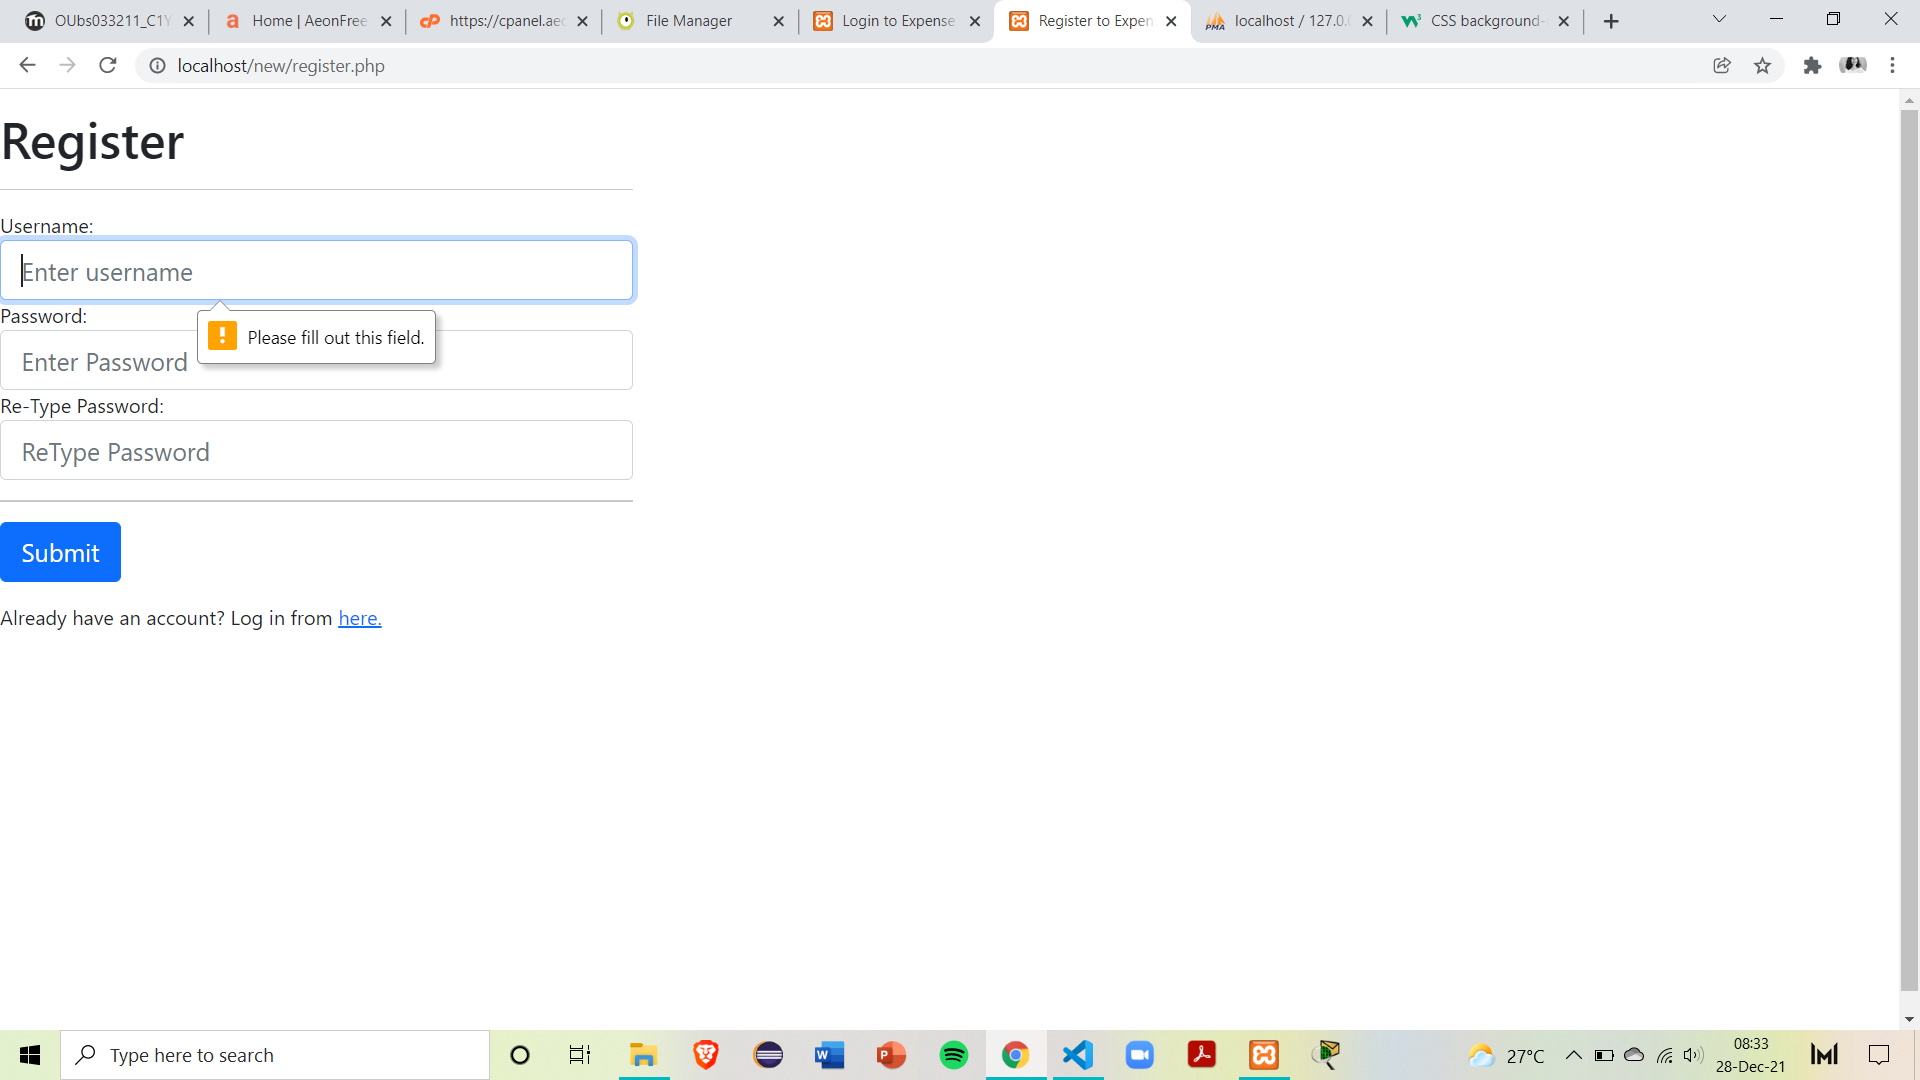 OUbs033211_C1Y
Home | AeonFree
https://cpanel.aeo
File Manager
Login to Expense
Register to Expen
PMA
localhost / 127.0.0
CSS background-
localhost/new/register.php
Register
Username:
Enter username
Please fill out this field.
Password:
Enter Password
Re-Type Password:
ReType Password
Submit
Already have an account? Log in from here.
Type here to search
27°C
08:33
28-Dec-21